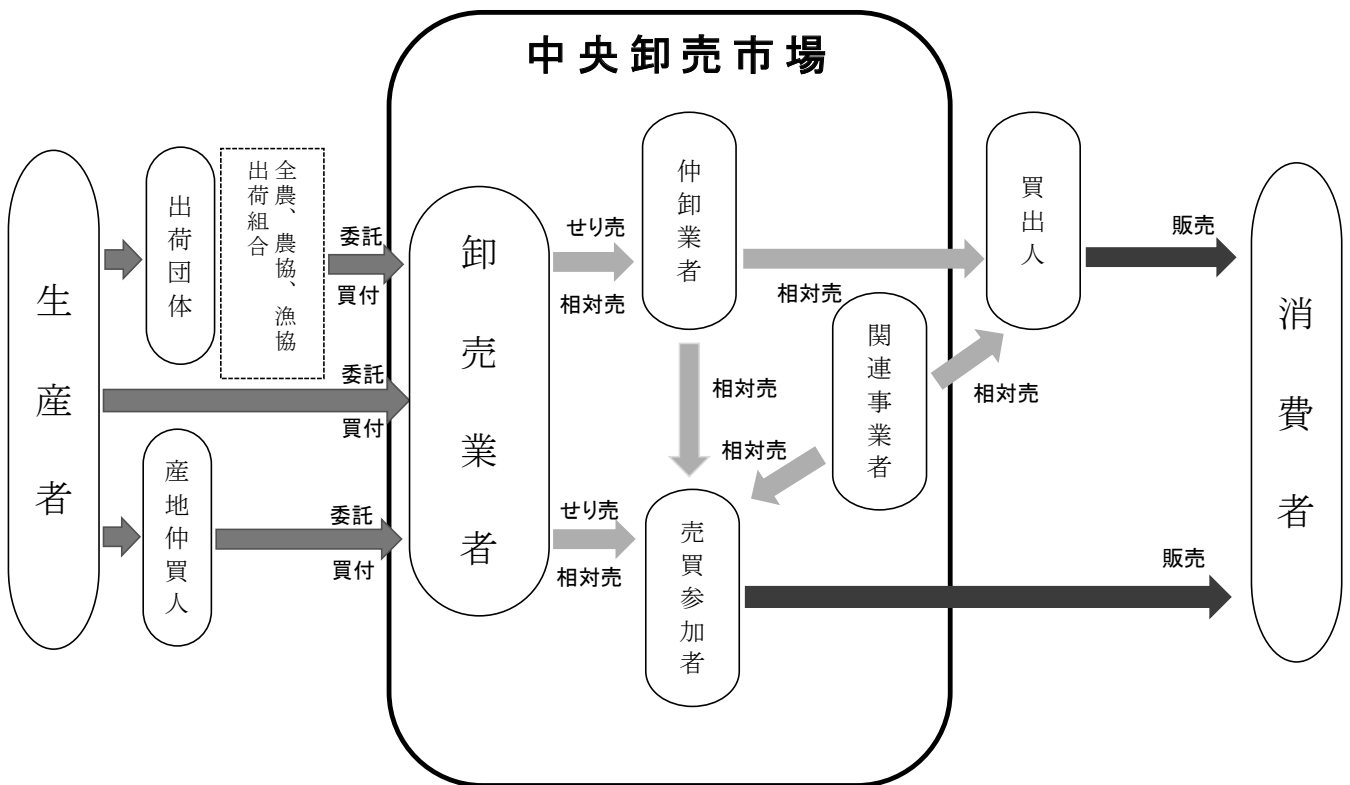 中央卸売市場
生産者
出荷団体
全農、農協、漁協
出荷組合
産地仲買人
委託
買付
委託
買付
委託
買付
卸売業者
せり売
相対売
せり売
相対売
仲卸業者
相対売
相対売
関連事業者
相対売
相対売
売買参加者
買出人
販売
販売
消費者